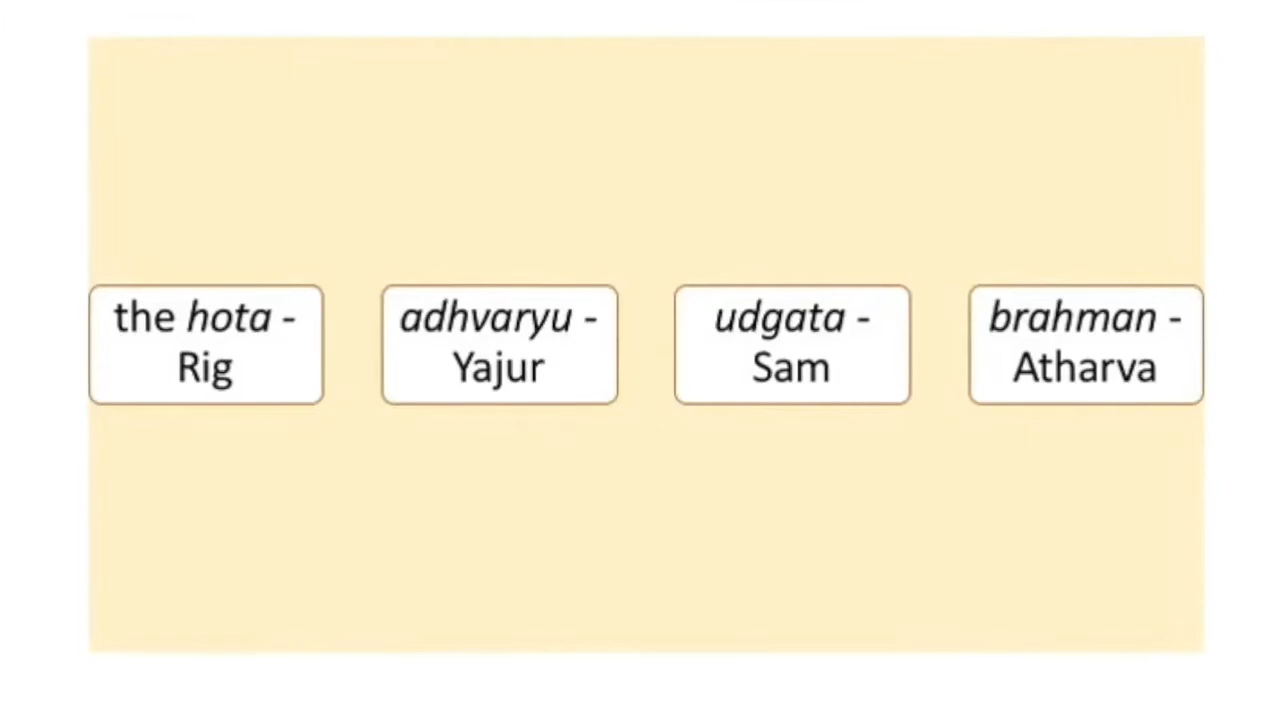 the hota -
Rig
adhvaryu -
Yajur
udgata -
Sam
brahman -
Atharva